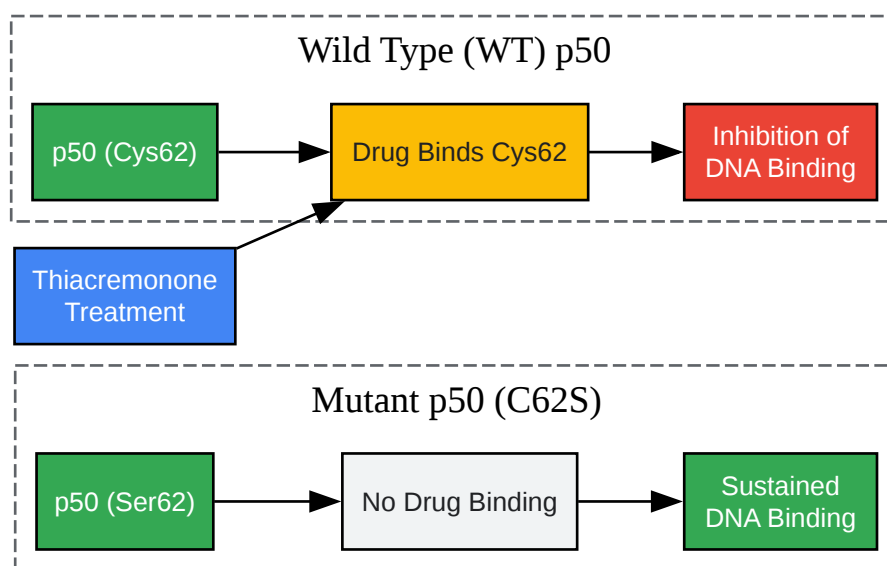 Wild Type (WT) p50
p50 (Cys62)
Drug Binds Cys62
Inhibition of
DNA Binding
Thiacremonone
Treatment
Mutant p50 (C62S)
p50 (Ser62)
No Drug Binding
Sustained
DNA Binding